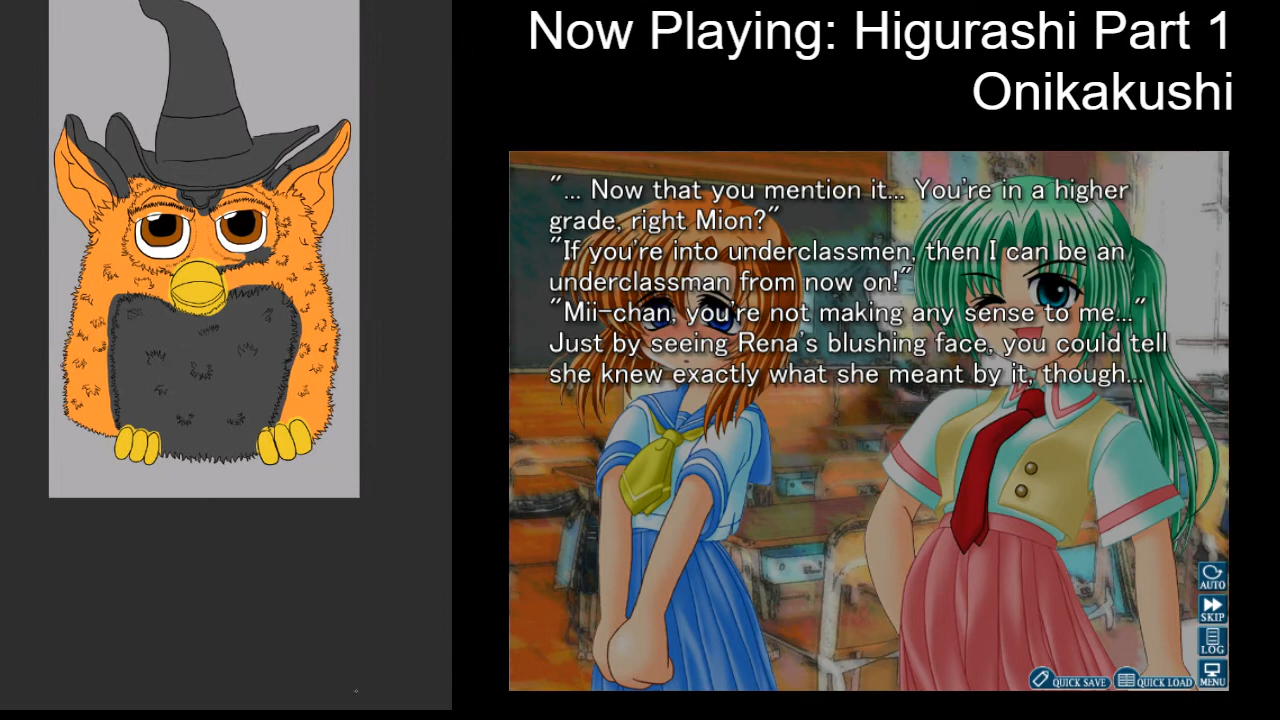 Now Playing: Higurashi Part 1
Onikakushi
"... Now that you mention it... You're in a higher
grade, right Mion?"
"If you're into underclassmen, then I can be an
underclassman from now on!"
"Mii-chan, you're not making any sense to me..."
Just by seeing Rena's blushing face, you could tell
she knew exactly what she meant by it, though...
AUTO
SKIP
LOG
MENU
QUICK SAVE
QUICK LOAD